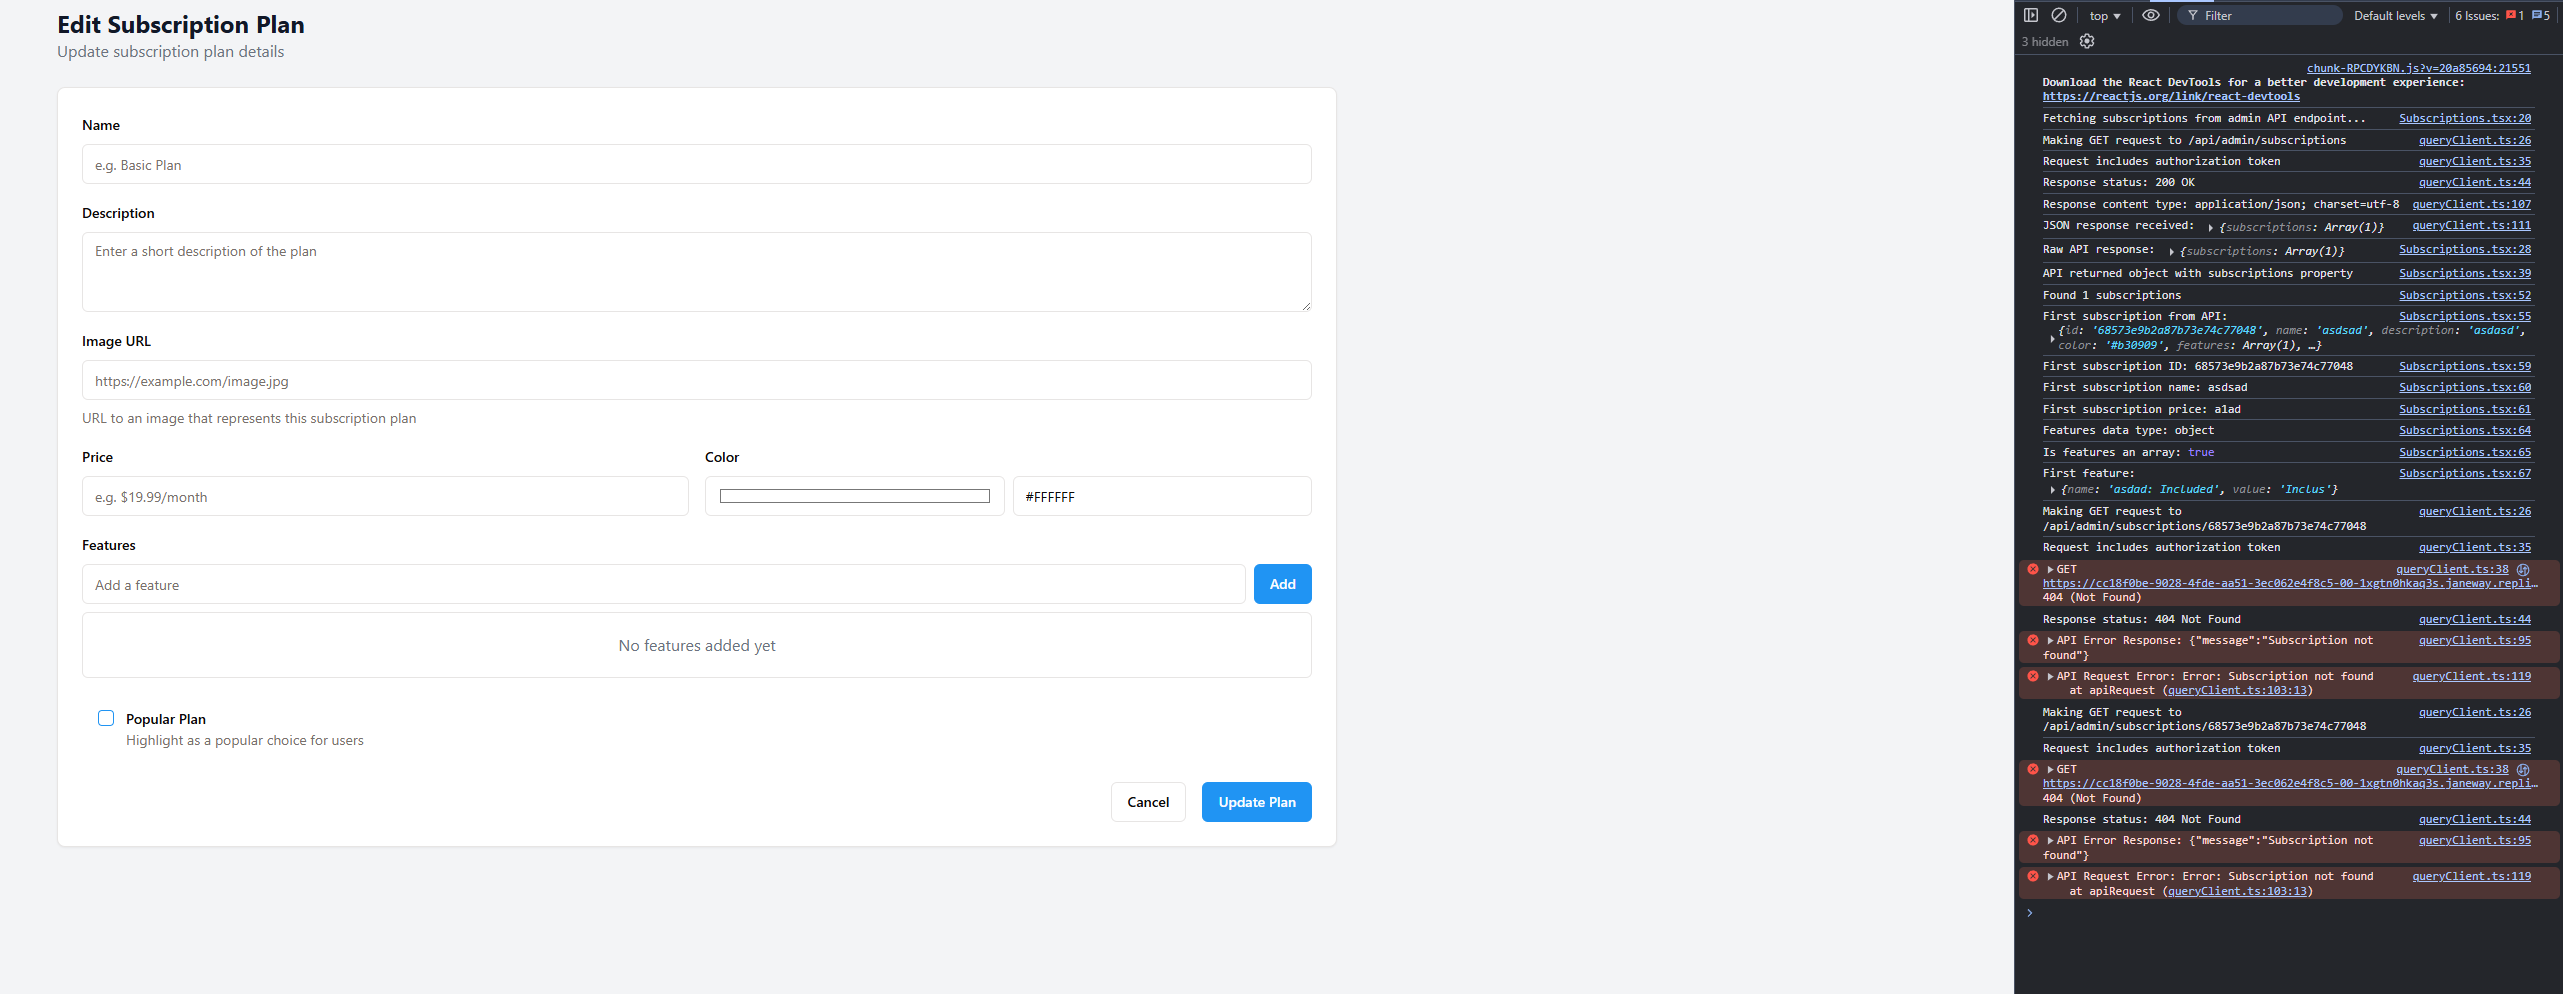 Edit Subscription Plan
Update subscription plan details
Name
e.g. Basic Plan
Description
Enter a short description of the plan
Image URL
https://example.com/image.jpg
URL to an image that represents this subscription plan
Price
Color
e.g. $19.99/month
#FFFFFF
Features
Add a feature
Add
No features added yet
Popular Plan
Highlight as a popular choice for users
Cancel
Update Plan
top
Filter
Default levels
6 Issues: 1 5
3 hidden
chunk-RPCDYKBN.js?v=20a85694:21551
Download the React DevTools for a better development experience:
https://reactjs.org/link/react-devtools
Fetching subscriptions from admin API endpoint... Subscriptions.tsx:20
Making GET request to /api/admin/subscriptions queryClient.ts:26
Request includes authorization token queryClient.ts:35
Response status: 200 OK queryClient.ts:44
Response content type: application/json; charset=utf-8 queryClient.ts:107
JSON response received: {subscriptions: Array(1)} queryClient.ts:111
Raw API response: {subscriptions: Array(1)} Subscriptions.tsx:28
API returned object with subscriptions property Subscriptions.tsx:39
Found 1 subscriptions Subscriptions.tsx:52
First subscription from API: Subscriptions.tsx:55
{id: '68573e9b2a87b73e74c77048', name: 'asdsad', description: 'asdasd',
color: '#b30909', features: Array(1), …}
First subscription ID: 68573e9b2a87b73e74c77048 Subscriptions.tsx:59
First subscription name: asdsad Subscriptions.tsx:60
First subscription price: a1ad Subscriptions.tsx:61
Features data type: object Subscriptions.tsx:64
Is features an array: true Subscriptions.tsx:65
First feature: Subscriptions.tsx:67
{name: 'asdad: Included', value: 'Inclus'}
Making GET request to queryClient.ts:26
/api/admin/subscriptions/68573e9b2a87b73e74c77048
Request includes authorization token queryClient.ts:35
GET queryClient.ts:38
https://cc18f0be-9028-4fde-aa51-3ec062e4f8c5-00-1xgtn0hkaq3s.janeway.repli…
404 (Not Found)
Response status: 404 Not Found queryClient.ts:44
API Error Response: {"message":"Subscription not queryClient.ts:95
found"}
API Request Error: Error: Subscription not found queryClient.ts:119
at apiRequest (queryClient.ts:103:13)
Making GET request to queryClient.ts:26
/api/admin/subscriptions/68573e9b2a87b73e74c77048
Request includes authorization token queryClient.ts:35
GET queryClient.ts:38
https://cc18f0be-9028-4fde-aa51-3ec062e4f8c5-00-1xgtn0hkaq3s.janeway.repli…
404 (Not Found)
Response status: 404 Not Found queryClient.ts:44
API Error Response: {"message":"Subscription not queryClient.ts:95
found"}
API Request Error: Error: Subscription not found queryClient.ts:119
at apiRequest (queryClient.ts:103:13)